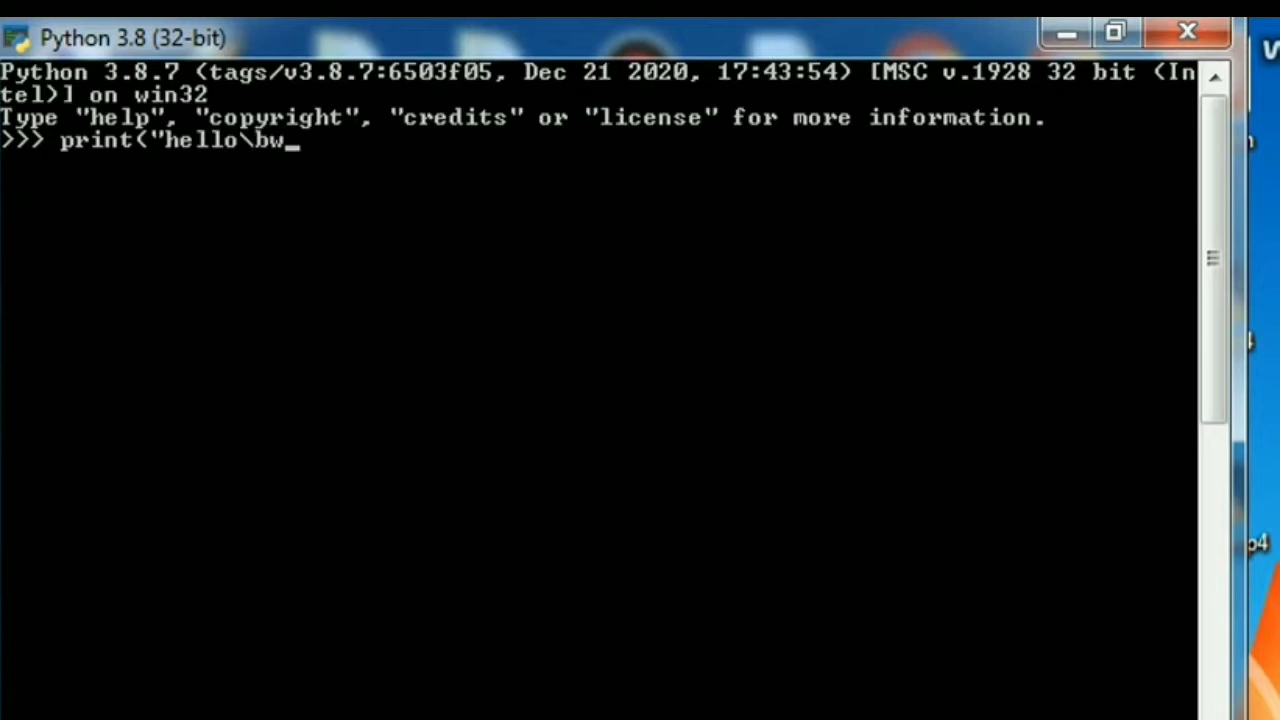 Python 3.8 (32-bit)
Python 3.8.7 (tags/v3.8.7:6503f05, Dec 21 2020, 17:43:54) [MSC v.1928 32 bit (In
tel)] on win32
Type "help", "copyright", "credits" or "license" for more information.
>>> print("hello\bw_